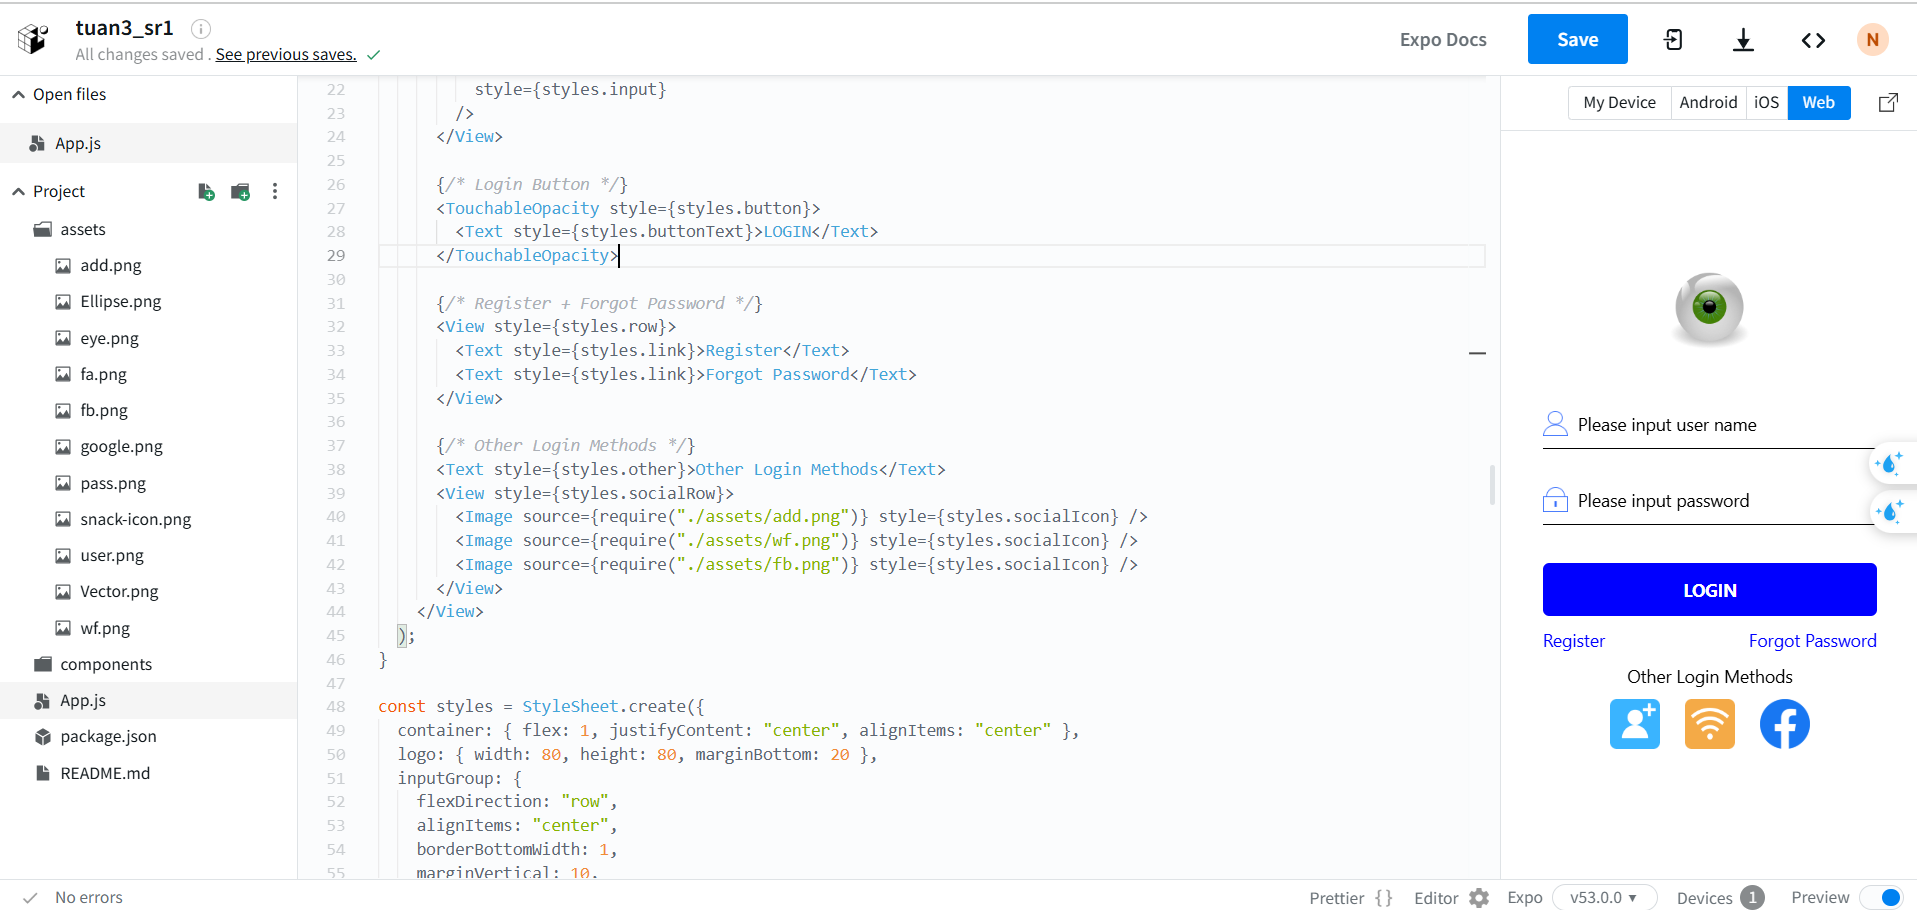 tuan3_sr1
All changes saved . See previous saves.
Expo Docs
Save
N
Open files
App.js
Project
assets
add.png
Ellipse.png
eye.png
fa.png
fb.png
google.png
pass.png
snack-icon.png
user.png
Vector.png
wf.png
components
App.js
package.json
README.md
22 style={styles.input}
23 />
24 </View>
25
26 {/* Login Button */}
27 <TouchableOpacity style={styles.button}>
28 <Text style={styles.buttonText}>LOGIN</Text>
29 </TouchableOpacity>
30
31 {/* Register + Forgot Password */}
32 <View style={styles.row}>
33 <Text style={styles.link}>Register</Text>
34 <Text style={styles.link}>Forgot Password</Text>
35 </View>
36
37 {/* Other Login Methods */}
38 <Text style={styles.other}>Other Login Methods</Text>
39 <View style={styles.socialRow}>
40 <Image source={require("./assets/add.png")} style={styles.socialIcon} />
41 <Image source={require("./assets/wf.png")} style={styles.socialIcon} />
42 <Image source={require("./assets/fb.png")} style={styles.socialIcon} />
43 </View>
44 </View>
45 );
46 }
47
48 const styles = StyleSheet.create({
49 container: { flex: 1, justifyContent: "center", alignItems: "center" },
50 logo: { width: 80, height: 80, marginBottom: 20 },
51 inputGroup: {
52 flexDirection: "row",
53 alignItems: "center",
54 borderBottomWidth: 1,
55 marginVertical: 10,
My Device Android iOS Web
Please input user name
Please input password
LOGIN
Register Forgot Password
Other Login Methods
No errors
Prettier { } Editor Expo v53.0.0 Devices 1 Preview